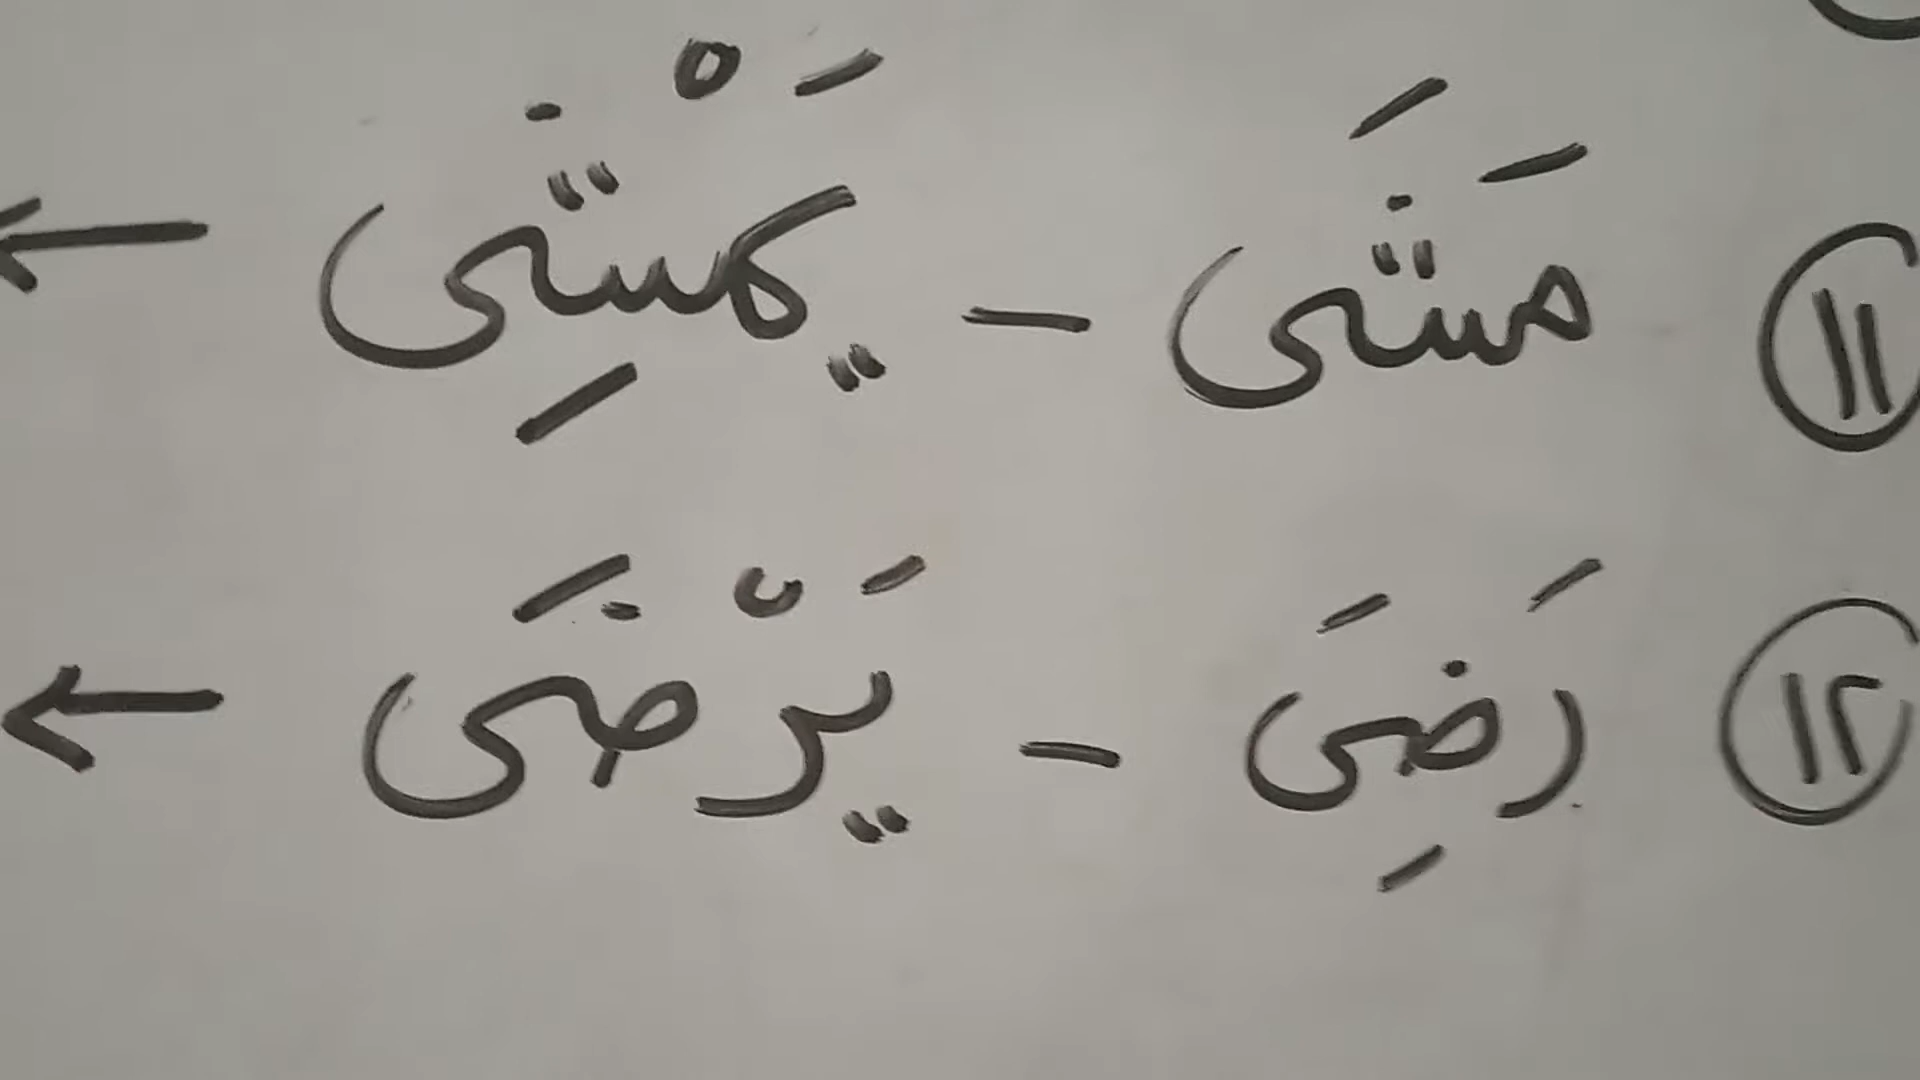 ١١ مَشَى - يَمْشِى ←
١٢ رَضِىَ - يَرْضَى ←